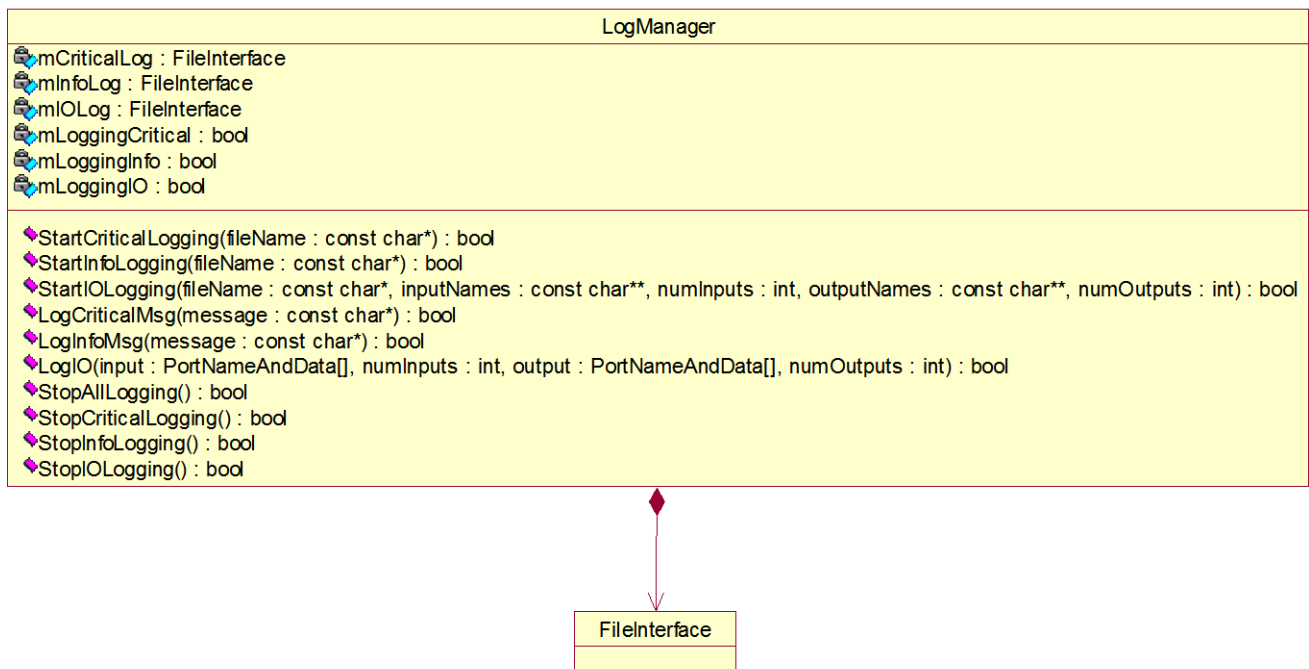 LogManager
mCriticalLog : FileInterface
mInfoLog : FileInterface
mIOLog : FileInterface
mLoggingCritical : bool
mLoggingInfo : bool
mLoggingIO : bool
StartCriticalLogging(fileName : const char*) : bool
StartInfoLogging(fileName : const char*) : bool
StartIOLogging(fileName : const char*, inputNames : const char**, numInputs : int, outputNames : const char**, numOutputs : int) : bool
LogCriticalMsg(message : const char*) : bool
LogInfoMsg(message : const char*) : bool
LogIO(input : PortNameAndData[], numInputs : int, output : PortNameAndData[], numOutputs : int) : bool
StopAllLogging() : bool
StopCriticalLogging() : bool
StopInfoLogging() : bool
StopIOLogging() : bool
FileInterface